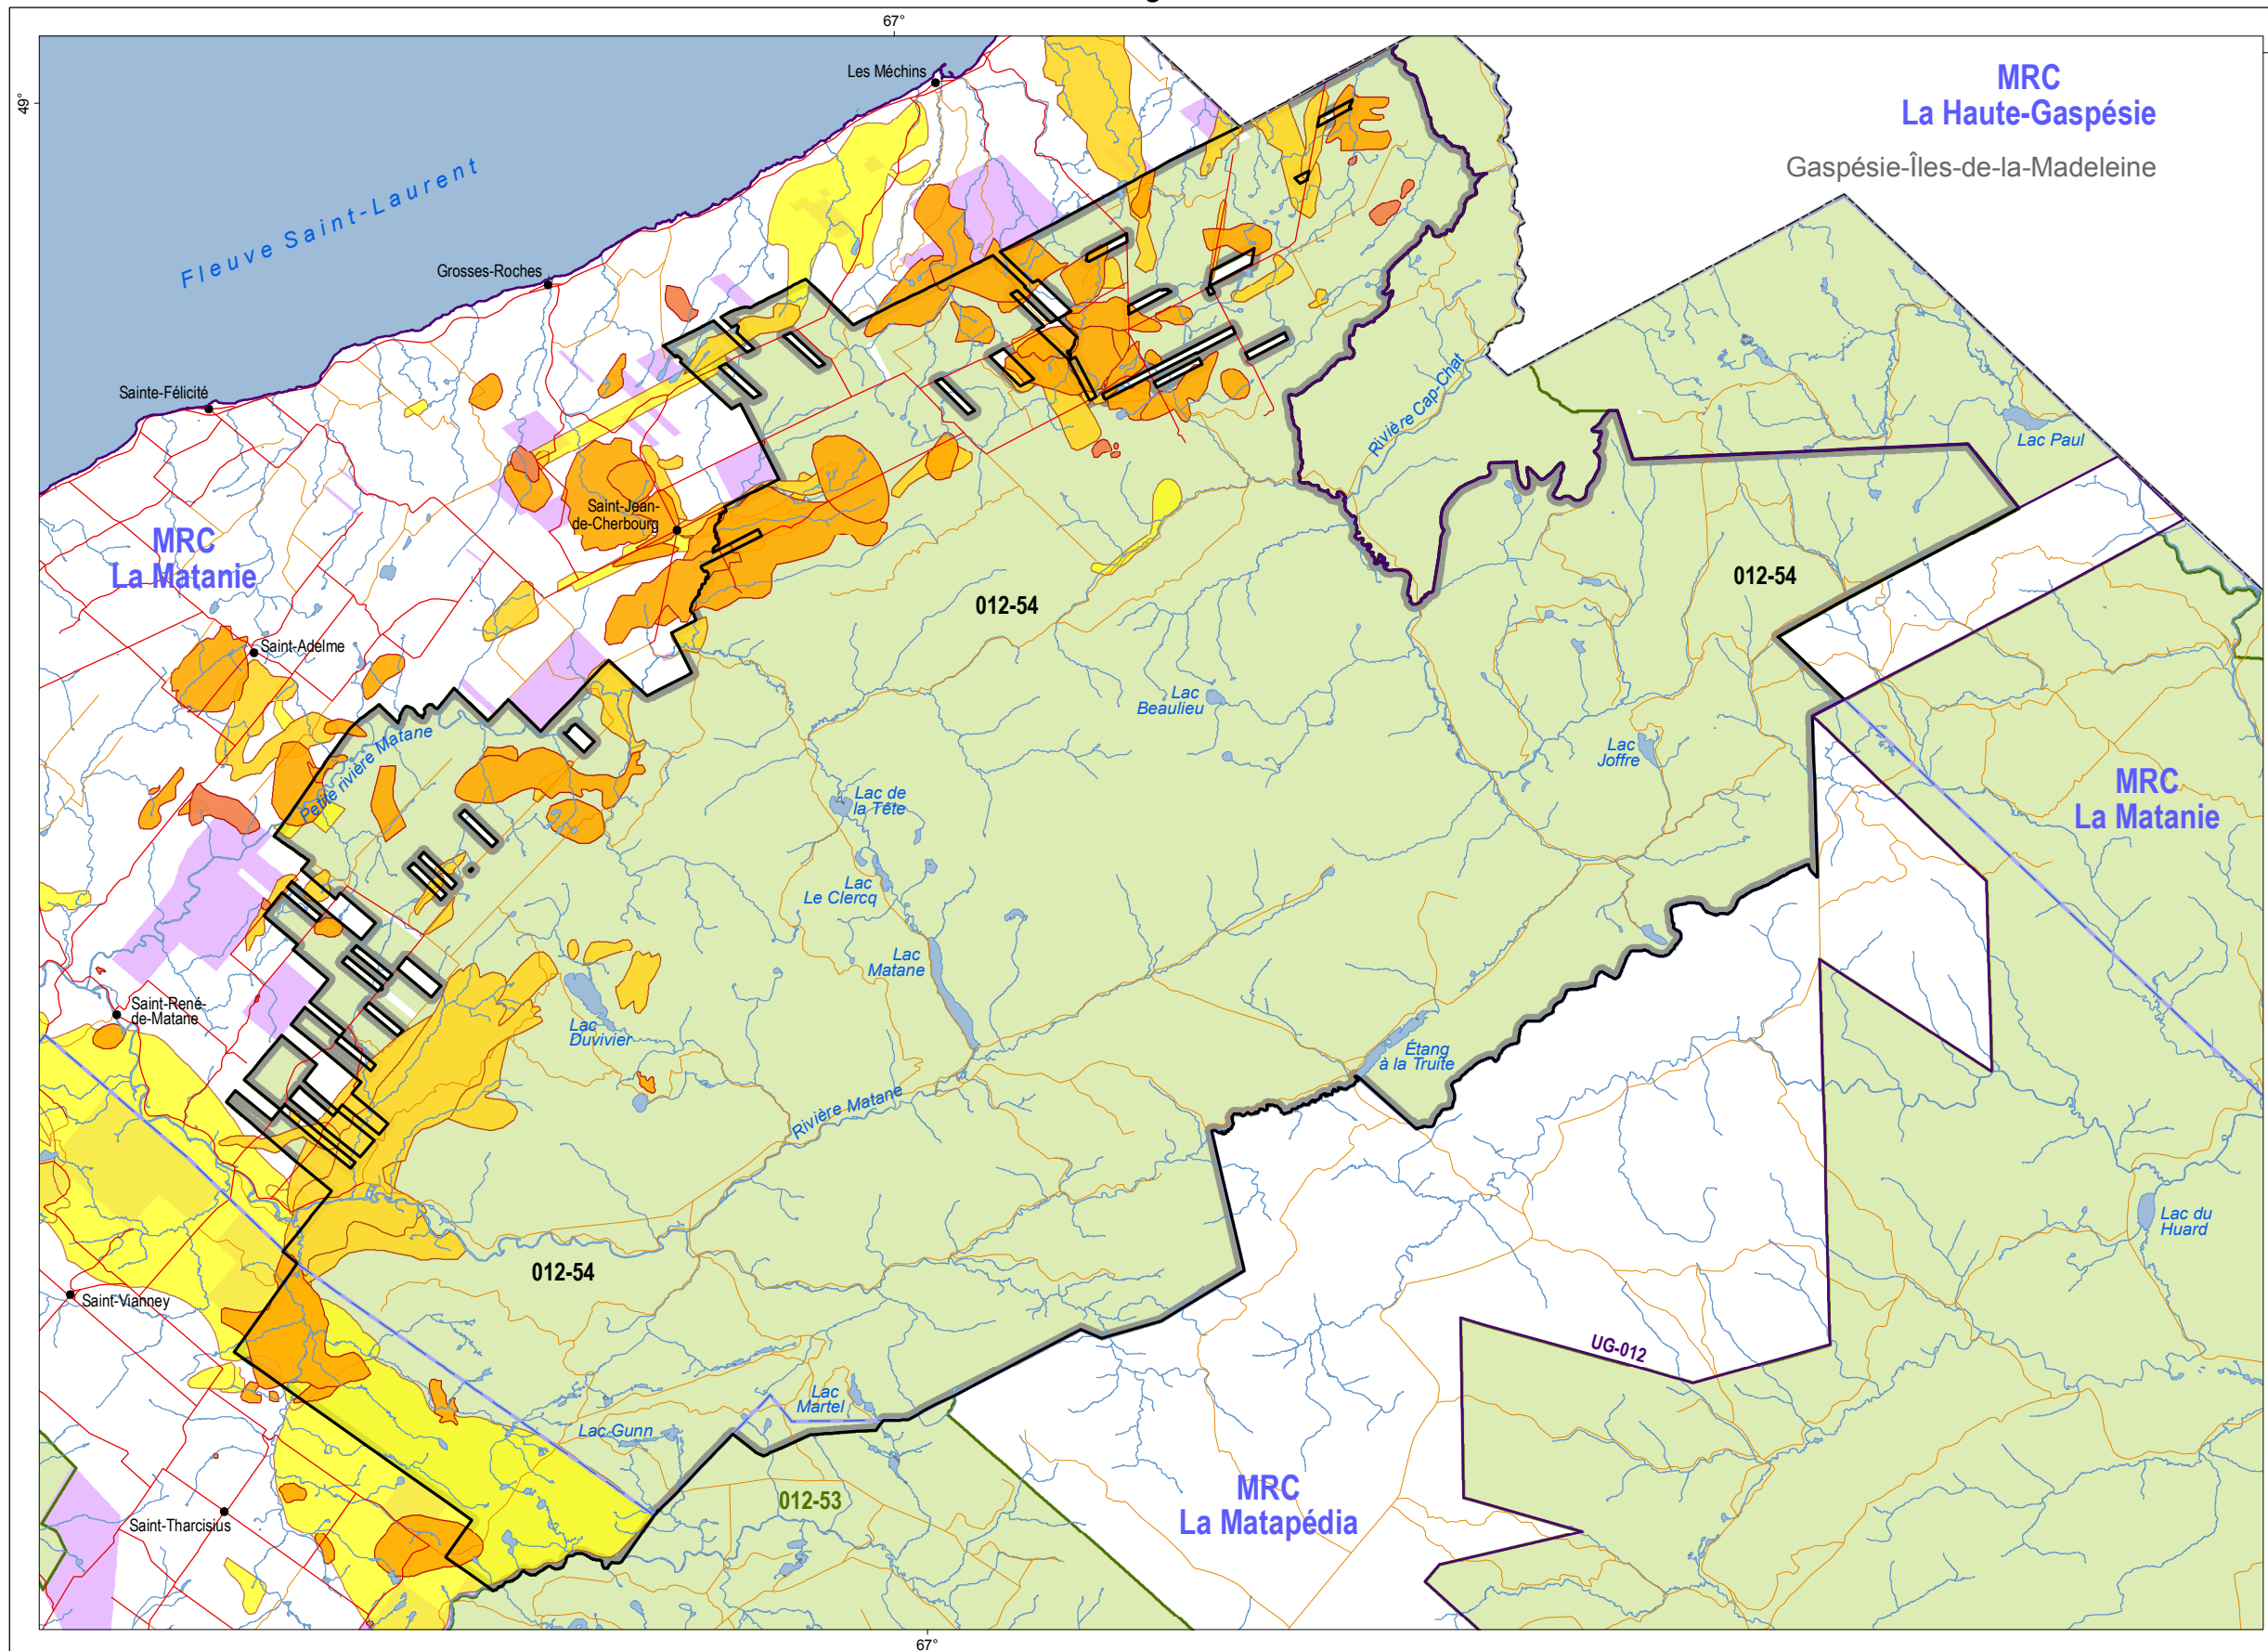 67°
49°
Les Méchins
MRC
La Haute-Gaspésie
Gaspésie-Îles-de-la-Madeleine
Fleuve Saint-Laurent
Grosses-Roches
Sainte-Félicité
Rivière Cap-Chat
Lac Paul
Saint-Jean-
de-Cherbourg
MRC
La Matanie
012-54
012-54
Saint-Adelme
Lac
Beaulieu
Petite rivière Matane
Lac
Joffre
MRC
La Matanie
Lac de
la Tête
Lac
Le Clercq
Lac
Matane
Saint-René-
de-Matane
Lac
Duvivier
Étang
à la Truite
Rivière Matane
Lac du
Huard
012-54
Saint-Vianney
UG-012
Lac
Martel
Lac Gunn
012-53
MRC
La Matapédia
Saint-Tharcisius
67°